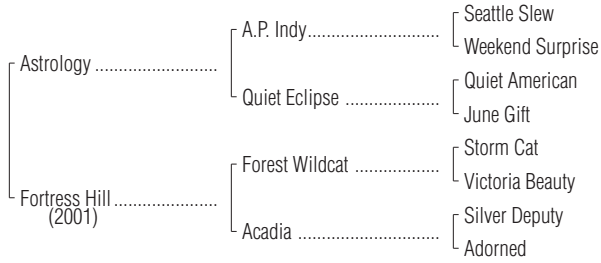 Seattle Slew
A.P. Indy
Weekend Surprise
Astrology
Quiet American
Quiet Eclipse
June Gift
Storm Cat
Forest Wildcat
Victoria Beauty
Fortress Hill
(2001)
Silver Deputy
Acadia
Adorned